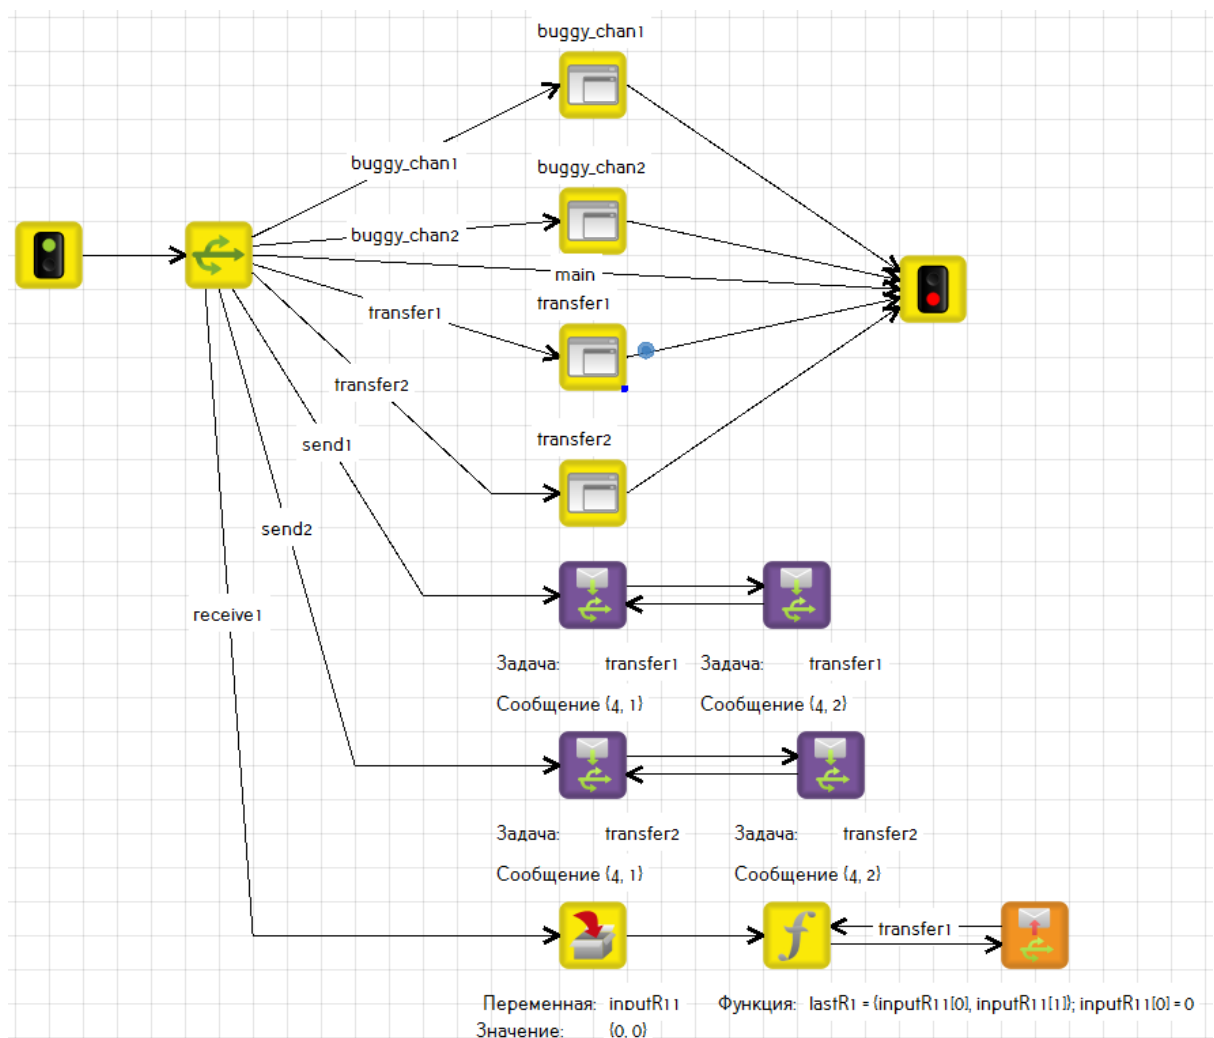 buggy_chan1
buggy_chan1
buggy_chan2
buggy_chan2
main
transfer1
transfer1
transfer2
transfer2
send1
send2
receive1
Задача: transfer1 Задача: transfer1
Сообщение {4, 1} Сообщение {4, 2}
Задача: transfer2 Задача: transfer2
Сообщение {4, 1} Сообщение {4, 2}
transfer1
Переменная: inputR11 Функция: lastR1 = {inputR11[0], inputR11[1]}; inputR11[0] = 0
Значение: {0, 0}